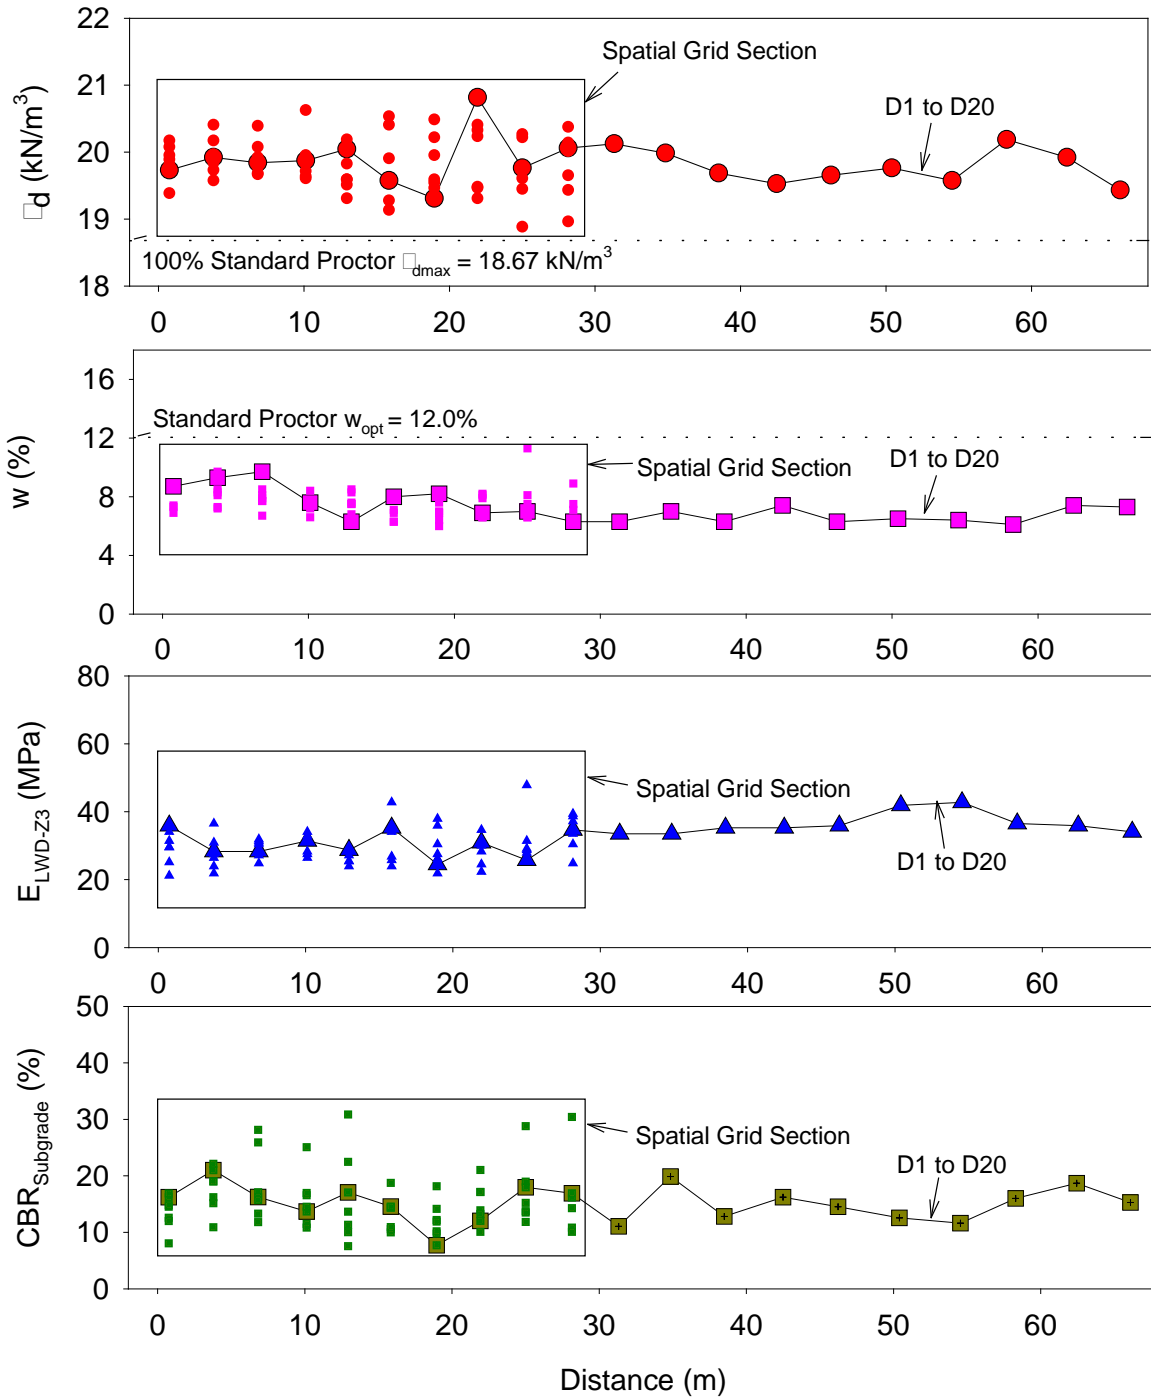 22
21
20
19
18
□d (kN/m³)
Spatial Grid Section
D1 to D20
100% Standard Proctor □dmax = 18.67 kN/m³
0 10 20 30 40 50 60
16
12
8
4
0
w (%)
Standard Proctor wopt = 12.0%
Spatial Grid Section
D1 to D20
0 10 20 30 40 50 60
80
60
40
20
0
ELWD-Z3 (MPa)
Spatial Grid Section
D1 to D20
0 10 20 30 40 50 60
50
40
30
20
10
0
CBRSubgrade (%)
Spatial Grid Section
D1 to D20
0 10 20 30 40 50 60
Distance (m)